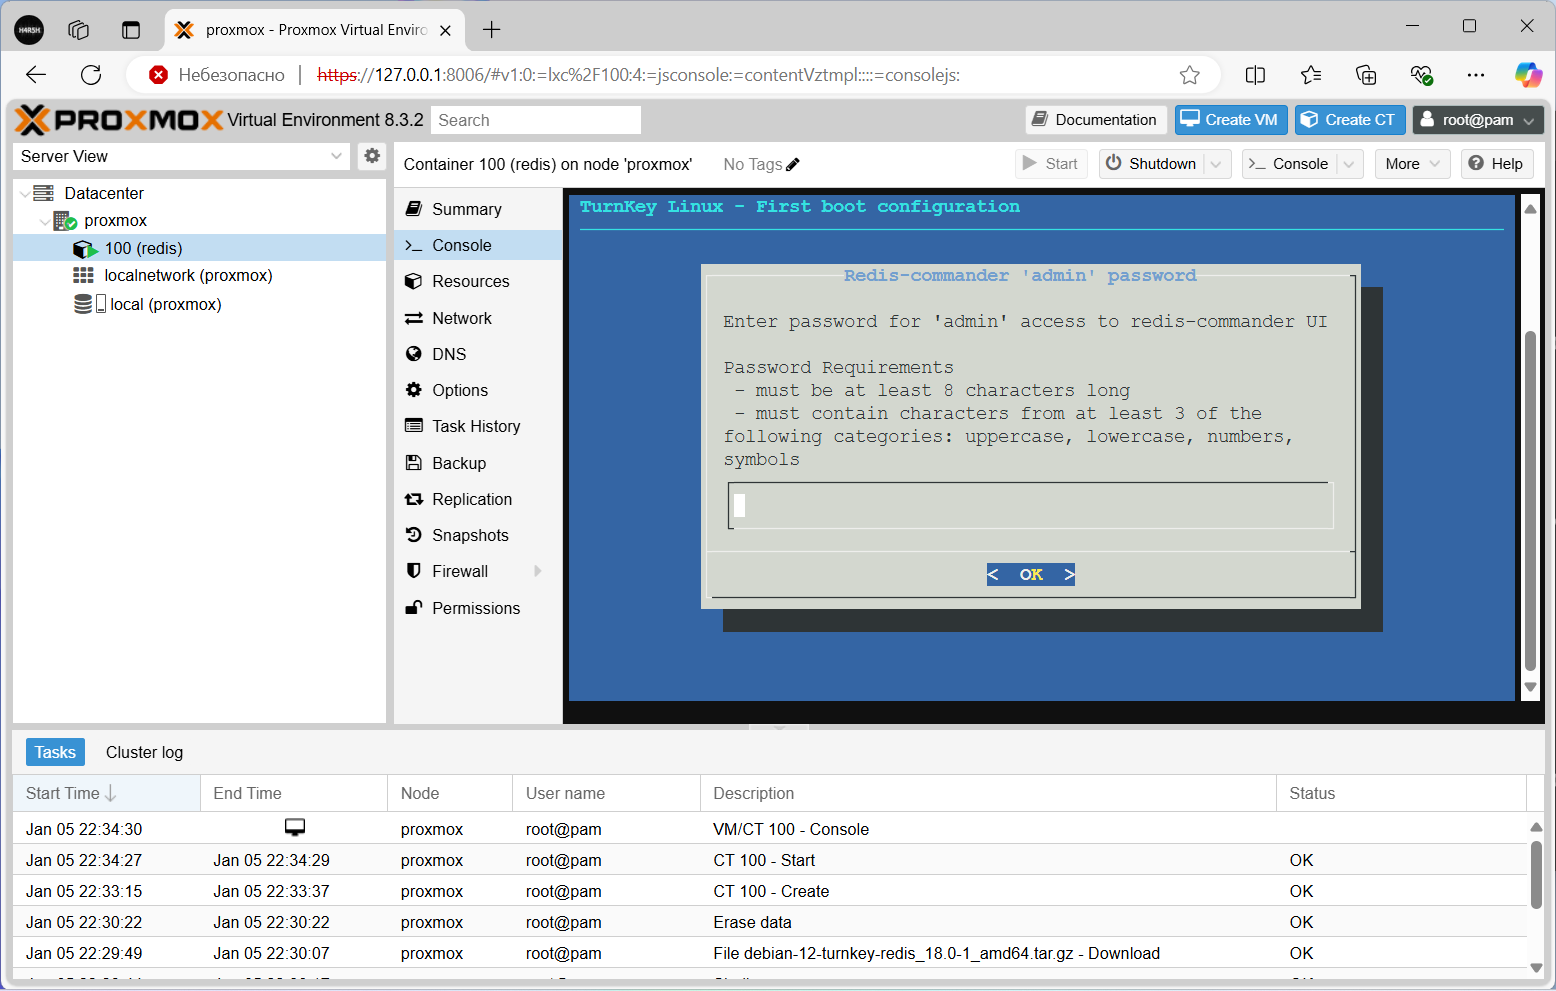 HARSH
proxmox - Proxmox Virtual Enviro
Небезопасно | https://127.0.0.1:8006/#v1:0:=lxc%2F100:4:=jsconsole:=contentVztmpl::::=consolejs:
PROXMOX Virtual Environment 8.3.2 Search Documentation Create VM Create CT root@pam
Server View
Container 100 (redis) on node 'proxmox' No Tags Start Shutdown >_ Console More Help
Datacenter
proxmox
100 (redis)
localnetwork (proxmox)
local (proxmox)
Summary
>_ Console
Resources
Network
DNS
Options
Task History
Backup
Replication
Snapshots
Firewall
Permissions
TurnKey Linux - First boot configuration
Redis-commander 'admin' password
Enter password for 'admin' access to redis-commander UI
Password Requirements
- must be at least 8 characters long
- must contain characters from at least 3 of the
following categories: uppercase, lowercase, numbers,
symbols
< OK >
Tasks Cluster log
Start Time End Time Node User name Description Status
Jan 05 22:34:30 proxmox root@pam VM/CT 100 - Console
Jan 05 22:34:27 Jan 05 22:34:29 proxmox root@pam CT 100 - Start OK
Jan 05 22:33:15 Jan 05 22:33:37 proxmox root@pam CT 100 - Create OK
Jan 05 22:30:22 Jan 05 22:30:22 proxmox root@pam Erase data OK
Jan 05 22:29:49 Jan 05 22:30:07 proxmox root@pam File debian-12-turnkey-redis_18.0-1_amd64.tar.gz - Download OK